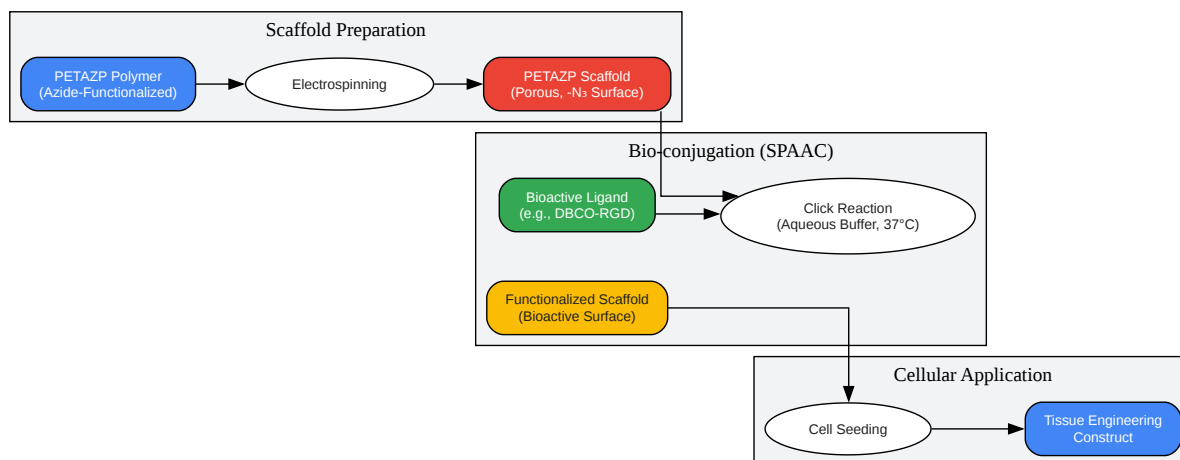 Scaffold Preparation
PETAZP Polymer
(Azide-Functionalized)
Electrospinning
PETAZP Scaffold
(Porous, -N₃ Surface)
Bio-conjugation (SPAAC)
Bioactive Ligand
(e.g., DBCO-RGD)
Click Reaction
(Aqueous Buffer, 37°C)
Functionalized Scaffold
(Bioactive Surface)
Cellular Application
Cell Seeding
Tissue Engineering
Construct